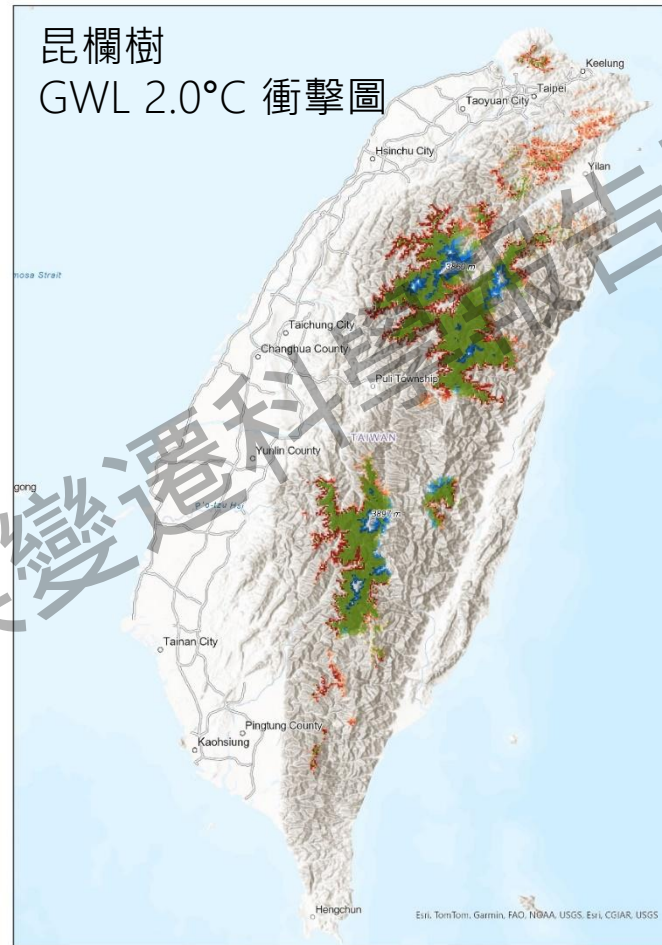 昆欄樹
GWL 2.0°C 衝擊圖
Keelung
Taipei
Taoyuan City
Hsinchu City
Yilan
mosa Strait
Taichung City
Changhua County
Puli Township
TAIWAN
Yunlin County
gong
變遷科學報告
Tainan City
Pingtung County
Kaohsiung
Hengchun
Esri, TomTom, Garmin, FAO, NOAA, USGS, Esri, CGIAR, USGS